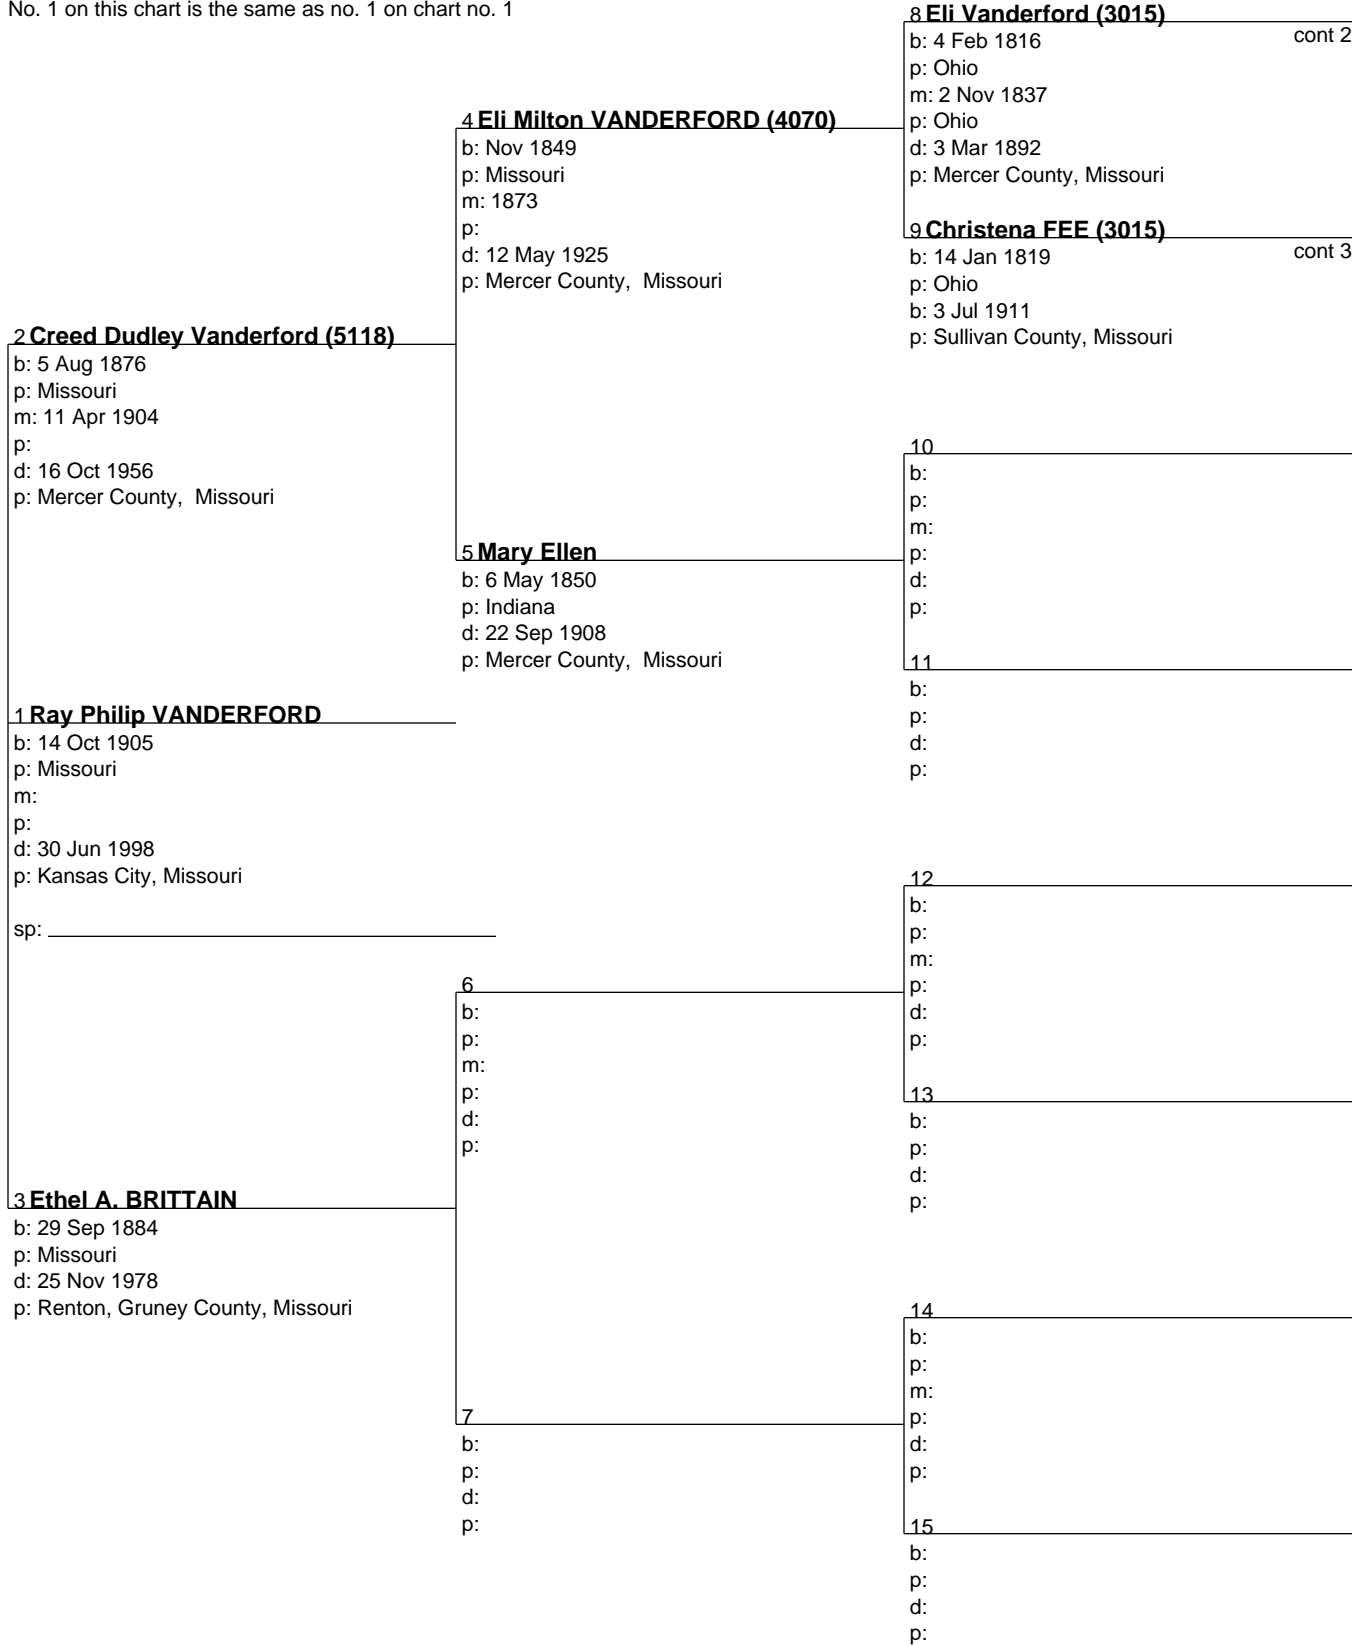 No. 1 on this chart is the same as no. 1 on chart no. 1
8 Eli Vanderford (3015)
cont 2
b: 4 Feb 1816
p: Ohio
m: 2 Nov 1837
p: Ohio
d: 3 Mar 1892
p: Mercer County, Missouri
4 Eli Milton VANDERFORD (4070)
b: Nov 1849
p: Missouri
m: 1873
p:
d: 12 May 1925
p: Mercer County, Missouri
9 Christena FEE (3015)
cont 3
b: 14 Jan 1819
p: Ohio
b: 3 Jul 1911
p: Sullivan County, Missouri
2 Creed Dudley Vanderford (5118)
b: 5 Aug 1876
p: Missouri
m: 11 Apr 1904
p:
d: 16 Oct 1956
p: Mercer County, Missouri
10
b:
p:
m:
p:
d:
p:
5 Mary Ellen
b: 6 May 1850
p: Indiana
d: 22 Sep 1908
p: Mercer County, Missouri
11
b:
p:
d:
p:
1 Ray Philip VANDERFORD
b: 14 Oct 1905
p: Missouri
m:
p:
d: 30 Jun 1998
p: Kansas City, Missouri
sp:
12
b:
p:
m:
p:
d:
p:
6
b:
p:
m:
p:
d:
p:
13
b:
p:
d:
p:
3 Ethel A. BRITTAIN
b: 29 Sep 1884
p: Missouri
d: 25 Nov 1978
p: Renton, Gruney County, Missouri
14
b:
p:
m:
p:
d:
p:
7
b:
p:
d:
p:
15
b:
p:
d:
p: